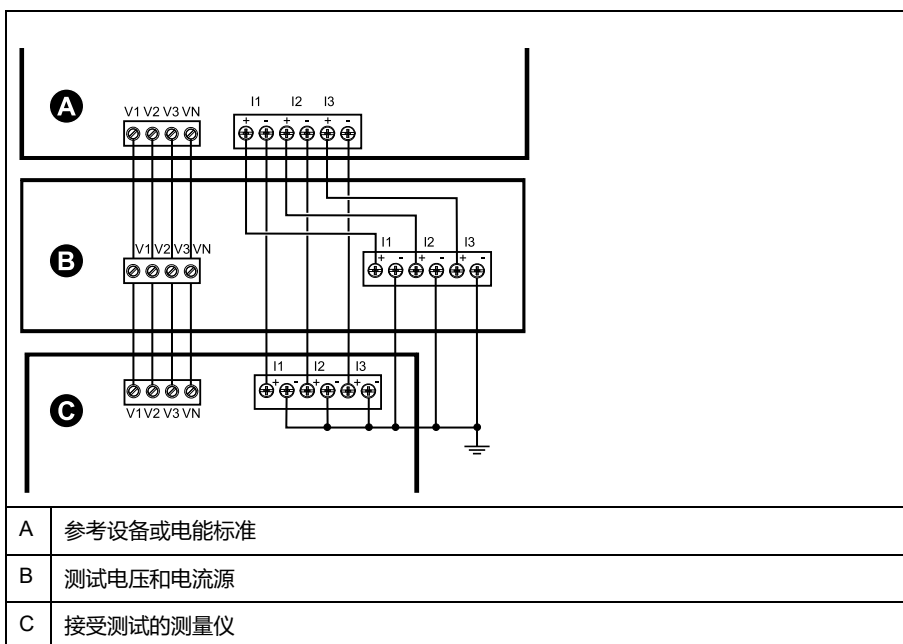 A
V1 V2 V3 VN
I1 I2 I3
+ - + - + -
B
V1 V2 V3 VN
I1 I2 I3
+ - + - + -
C
I1 I2 I3
+ - + - + -
V1 V2 V3 VN
A 参考设备或电能标准
B 测试电压和电流源
C 接受测试的测量仪